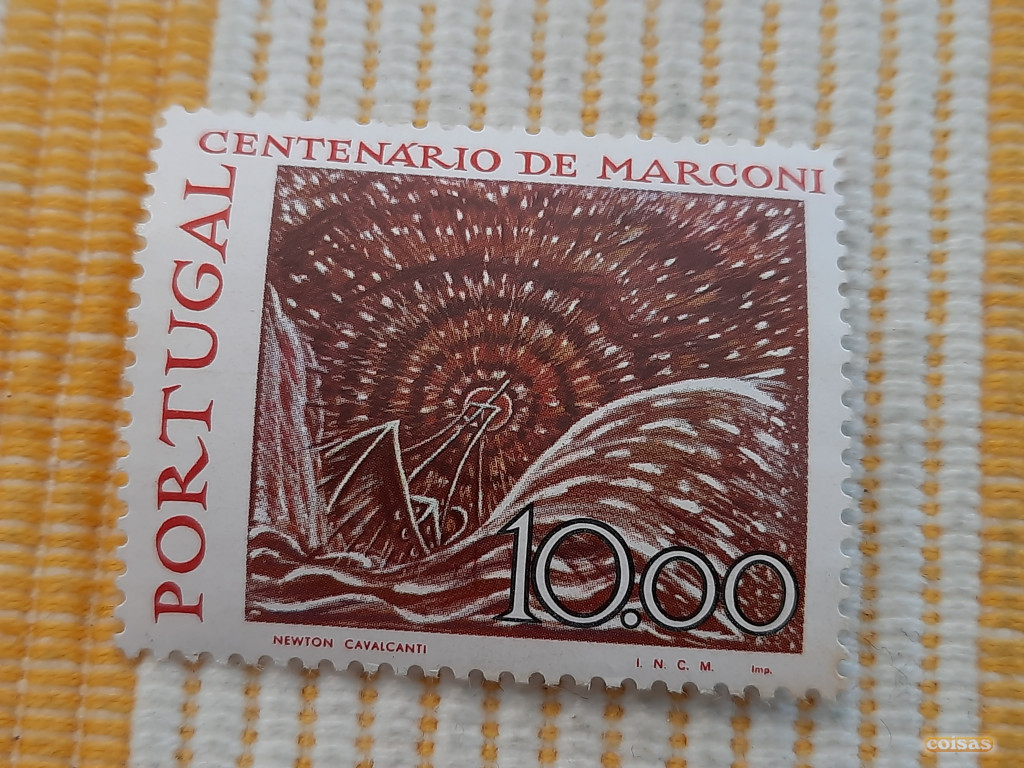 CENTENÁRIO DE MARCONI
PORTUGAL
10.00
NEWTON CAVALCANTI
I. N. C. M. Imp.
coisas